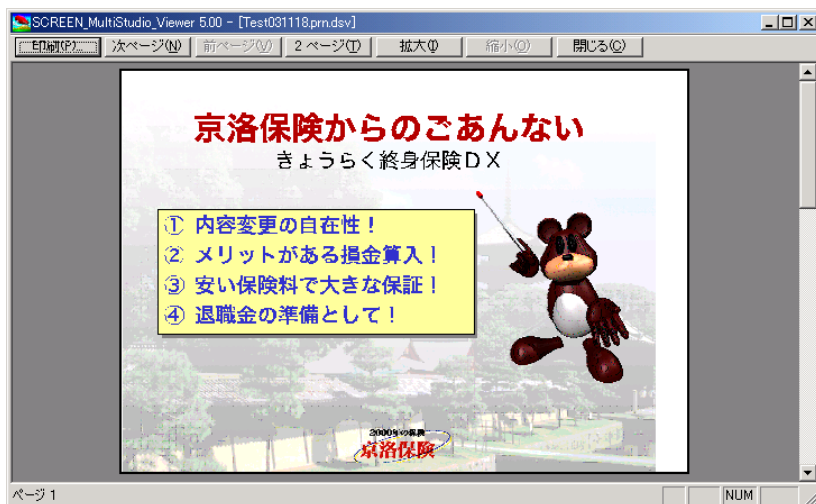 SCREEN_MultiStudio_Viewer 5.00 - [Test031118.prn.dsv]
印刷(P)... 次ページ(N) 前ページ(V) 2 ページ(T) 拡大(I) 縮小(O) 閉じる(C)
京洛保険からのごあんない
きょうらく終身保険DX
① 内容変更の自在性！
② メリットがある損金算入！
③ 安い保険料で大きな保証！
④ 退職金の準備として！
京洛保険
ページ 1
NUM